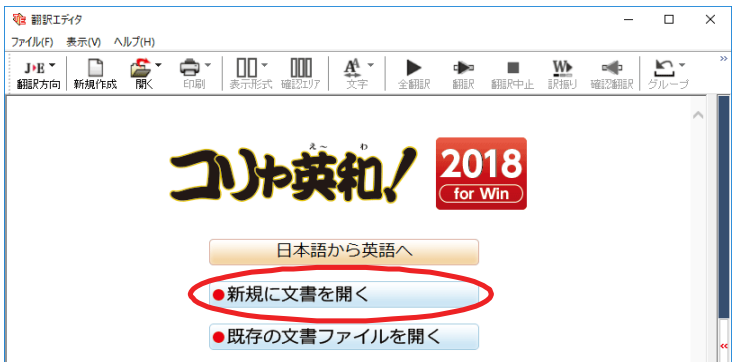 翻訳エディタ
ファイル(F) 表示(V) ヘルプ(H)
J▸E 翻訳方向 新規作成 開く 印刷 表示形式 確認エリア 文字 全翻訳 翻訳 翻訳中止 訳振り 確認翻訳 グループ
え～ わ
コリャ英和!
2018
for Win
日本語から英語へ
●新規に文書を開く
●既存の文書ファイルを開く